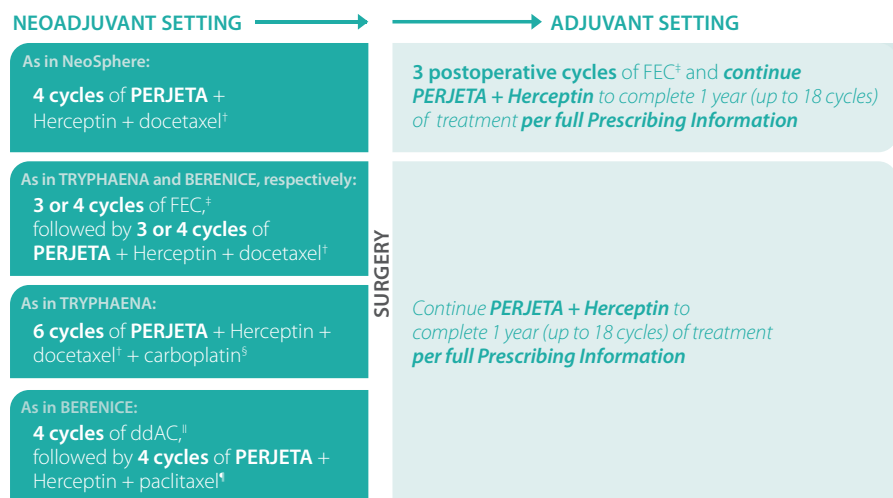 NEOADJUVANT SETTING
ADJUVANT SETTING
As in NeoSphere:
4 cycles of PERJETA +
Herceptin + docetaxel†
3 postoperative cycles of FEC‡ and continue
PERJETA + Herceptin to complete 1 year (up to 18 cycles)
of treatment per full Prescribing Information
As in TRYPHAENA and BERENICE, respectively:
3 or 4 cycles of FEC,‡
followed by 3 or 4 cycles of
PERJETA + Herceptin + docetaxel†
As in TRYPHAENA:
6 cycles of PERJETA + Herceptin +
docetaxel† + carboplatin§
As in BERENICE:
4 cycles of ddAC,‖
followed by 4 cycles of PERJETA +
Herceptin + paclitaxel¶
SURGERY
Continue PERJETA + Herceptin to
complete 1 year (up to 18 cycles) of treatment
per full Prescribing Information